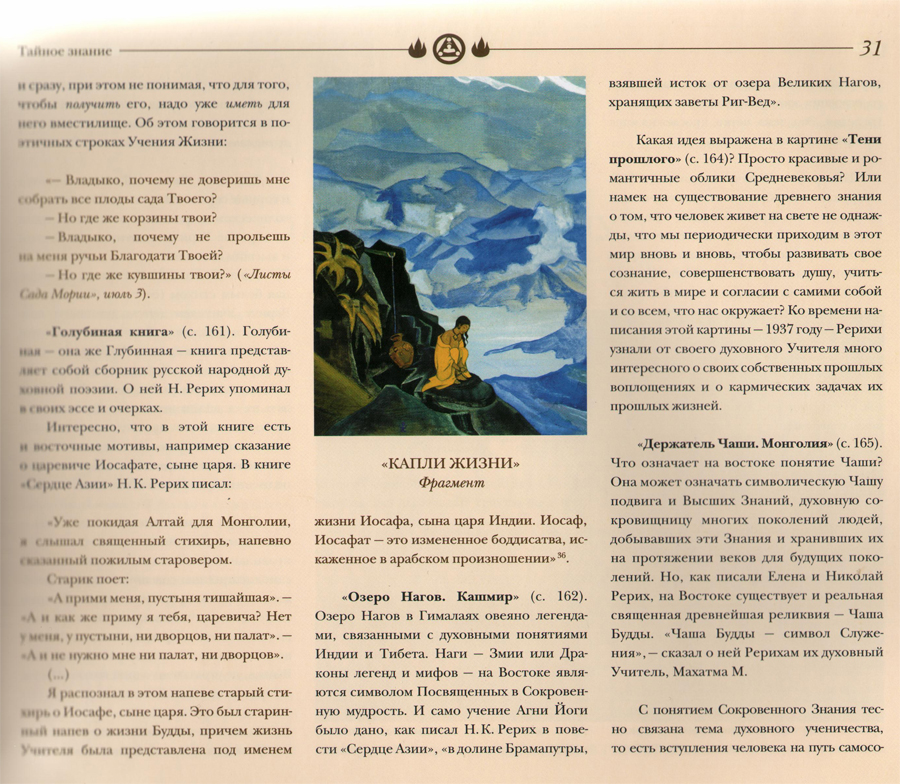 Тайное знание
31
и сразу, при этом не понимая, что для того,
чтобы получить его, надо уже иметь для
него вместилище. Об этом говорится в по-
этичных строках Учения Жизни:
«— Владыко, почему не доверишь мне
собрать все плоды сада Твоего?
— Но где же корзины твои?
— Владыко, почему не прольешь
на меня ручьи Благодати Твоей?
— Но где же кувшины твои?» («Листы
Сада Мории», июль 3).
«Голубиная книга» (с. 161). Голуби-
ная — она же Глубинная — книга представ-
ляет собой сборник русской народной ду-
ховной поэзии. О ней Н. Рерих упоминал
в своих эссе и очерках.
Интересно, что в этой книге есть
и восточные мотивы, например сказание
о царевиче Иосафате, сыне царя. В книге
«Сердце Азии» Н. К. Рерих писал:
«Уже покидая Алтай для Монголии,
я слышал священный стихирь, напевно
сказанный пожилым старовером.
Старик поет:
«А прими меня, пустыня тишайшая». —
«А и как же приму я тебя, царевича? Нет
у меня, у пустыни, ни дворцов, ни палат». —
«А и не нужно мне ни палат, ни дворцов».
(...)
Я распознал в этом напеве старый сти-
хирь о Иосафе, сыне царя. Это был старин-
ный напев о жизни Будды, причем жизнь
Учителя была представлена под именем
«КАПЛИ ЖИЗНИ»
Фрагмент
жизни Иосафа, сына царя Индии. Иосаф,
Иосафат — это измененное боддисатва, ис-
каженное в арабском произношении»³⁶.
«Озеро Нагов. Кашмир» (с. 162).
Озеро Нагов в Гималаях овеяно легенда-
ми, связанными с духовными понятиями
Индии и Тибета. Наги — Змии или Дра-
коны легенд и мифов — на Востоке явля-
ются символом Посвященных в Сокровен-
ную мудрость. И само учение Агни Йоги
было дано, как писал Н. К. Рерих в пове-
сти «Сердце Азии», «в долине Брамапутры,
взявшей исток от озера Великих Нагов,
хранящих заветы Риг-Вед».
Какая идея выражена в картине «Тени
прошлого» (с. 164)? Просто красивые и ро-
мантичные облики Средневековья? Или
намек на существование древнего знания
о том, что человек живет на свете не однаж-
ды, что мы периодически приходим в этот
мир вновь и вновь, чтобы развивать свое
сознание, совершенствовать душу, учить-
ся жить в мире и согласии с самими собой
и со всем, что нас окружает? Ко времени на-
писания этой картины — 1937 году — Рерихи
узнали от своего духовного Учителя много
интересного о своих собственных прошлых
воплощениях и о кармических задачах их
прошлых жизней.
«Держатель Чаши. Монголия» (с. 165).
Что означает на востоке понятие Чаши?
Она может означать символическую Чашу
подвига и Высших Знаний, духовную со-
кровищницу многих поколений людей,
добывавших эти Знания и хранивших их
на протяжении веков для будущих поко-
лений. Но, как писали Елена и Николай
Рерих, на Востоке существует и реальная
священная древнейшая реликвия — Чаша
Будды. «Чаша Будды — символ Служе-
ния», — сказал о ней Рерихам их духовный
Учитель, Махатма М.
С понятием Сокровенного Знания тес-
но связана тема духовного ученичества,
то есть вступления человека на путь самосо-